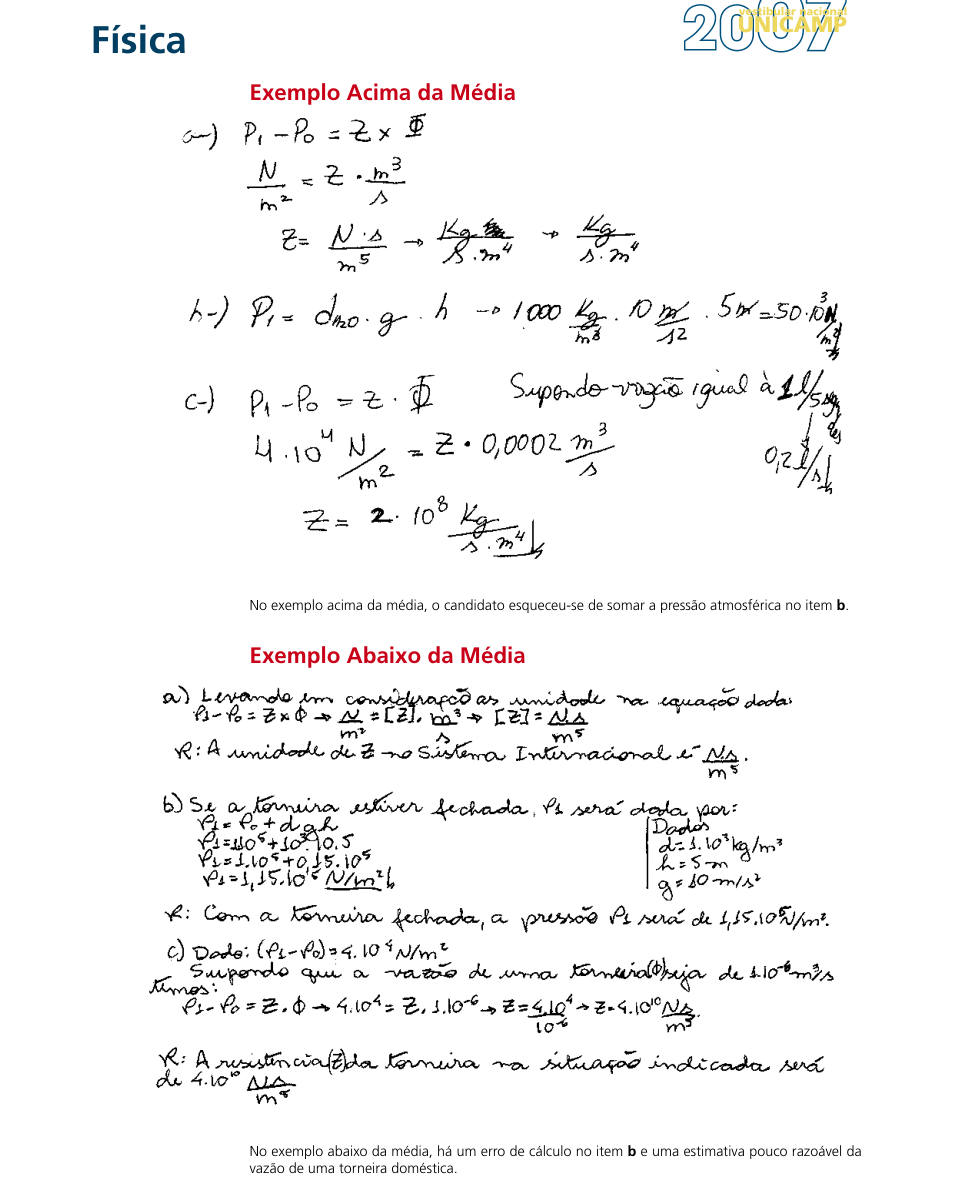 Física
vestibular nacional
2007
UNICAMP
Exemplo Acima da Média
a-) P₁ - P₀ = Z × Φ
N/m² = Z · m³/s
Z = N·s/m⁵ → Kg/s·m⁴ → Kg/s·m⁴
b-) P₁ = d_H₂O · g · h → 1000 Kg/m³ · 10 m/s² · 5m = 50·10³ N/m²
c-) P₁ - P₀ = Z · Φ Supondo vazão igual à 1l/5
4·10⁴ N/m² = Z · 0,0002 m³/s 0,2l/s
Z = 2 · 10⁸ Kg/s·m⁴
No exemplo acima da média, o candidato esqueceu-se de somar a pressão atmosférica no item b.
Exemplo Abaixo da Média
a) Levando em consideração as unidade na equação dada:
P₁-P₀ = Z×Φ → N/m² = [Z]. m³/s → [Z] = Ns/m⁵
R: A unidade de Z no Sistema Internacional é N.s/m⁵.
b) Se a torneira estiver fechada, P₁ será dada por:
P₁ = P₀ + dgh
P₁ = 1.10⁵ + 10³.10.5
P₁ = 1.10⁵ + 0,15.10⁵
P₁ = 1,15.10⁵ N/m²
Dados
d = 1.10³ kg/m³
h = 5 m
g = 10 m/s²
R: Com a torneira fechada, a pressão P₁ será de 1,15.10⁵ N/m².
c) Dado: (P₁-P₀) = 4.10⁴ N/m²
Supondo que a vazão de uma torneira (Φ) seja de 1.10⁻⁶ m³/s
temos:
P₁-P₀ = Z.Φ → 4.10⁴ = Z. 1.10⁻⁶ → Z = 4.10⁴/10⁻⁶ → Z = 4.10¹⁰ Ns/m⁵.
R: A resistência (Z) da torneira na situação indicada será
de 4.10¹⁰ Ns/m⁵
No exemplo abaixo da média, há um erro de cálculo no item b e uma estimativa pouco razoável da
vazão de uma torneira doméstica.